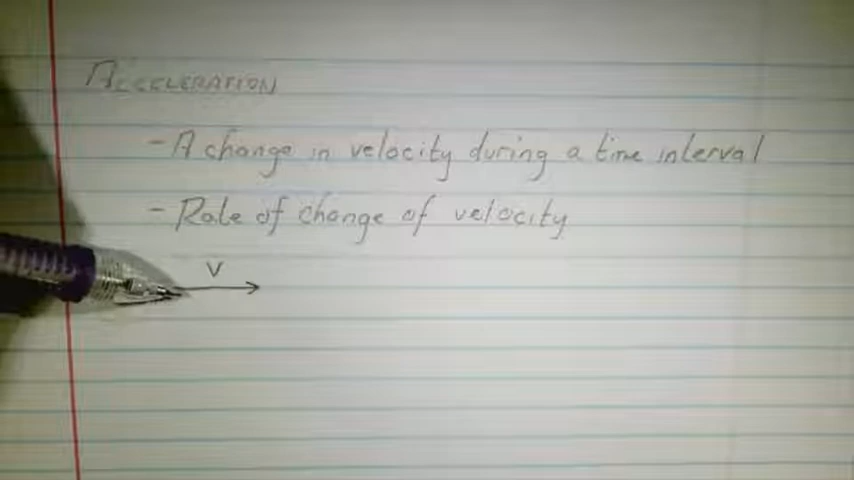 ACCELERATION
- A change in velocity during a time interval
- Rate of change of velocity
V